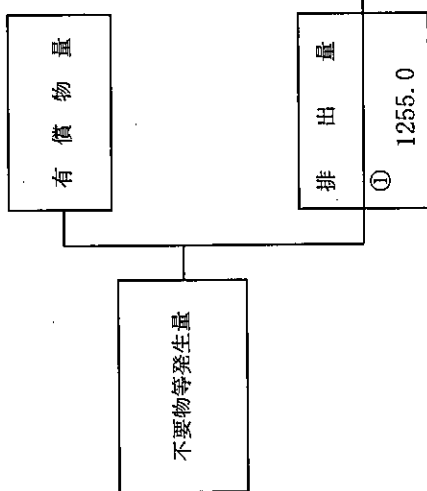 不要物等発生量
有償物量
排出量
①
1255.0